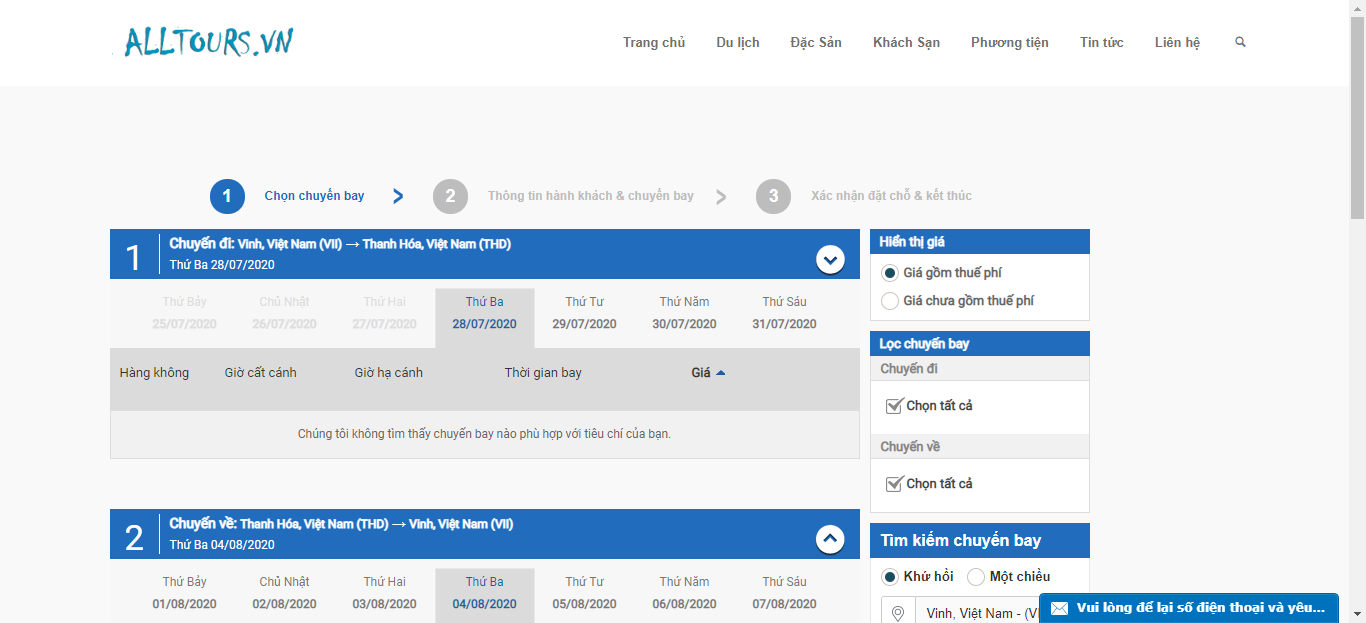 ALLTOURS.VN
Trang chủ Du lịch Đặc Sản Khách Sạn Phương tiện Tin tức Liên hệ
1 Chọn chuyến bay > 2 Thông tin hành khách & chuyến bay > 3 Xác nhận đặt chỗ & kết thúc
1
Chuyến đi: Vinh, Việt Nam (VII) → Thanh Hóa, Việt Nam (THD)
Thứ Ba 28/07/2020
Thứ Bảy Chủ Nhật Thứ Hai Thứ Ba Thứ Tư Thứ Năm Thứ Sáu
25/07/2020 26/07/2020 27/07/2020 28/07/2020 29/07/2020 30/07/2020 31/07/2020
Hàng không Giờ cất cánh Giờ hạ cánh Thời gian bay Giá
Chúng tôi không tìm thấy chuyến bay nào phù hợp với tiêu chí của bạn.
2
Chuyến về: Thanh Hóa, Việt Nam (THD) → Vinh, Việt Nam (VII)
Thứ Ba 04/08/2020
Thứ Bảy Chủ Nhật Thứ Hai Thứ Ba Thứ Tư Thứ Năm Thứ Sáu
01/08/2020 02/08/2020 03/08/2020 04/08/2020 05/08/2020 06/08/2020 07/08/2020
Hiển thị giá
Giá gồm thuế phí
Giá chưa gồm thuế phí
Lọc chuyến bay
Chuyến đi
Chọn tất cả
Chuyến về
Chọn tất cả
Tìm kiếm chuyến bay
Khứ hồi Một chiều
Vinh, Việt Nam - (VI
Vui lòng để lại số điện thoại và yêu...